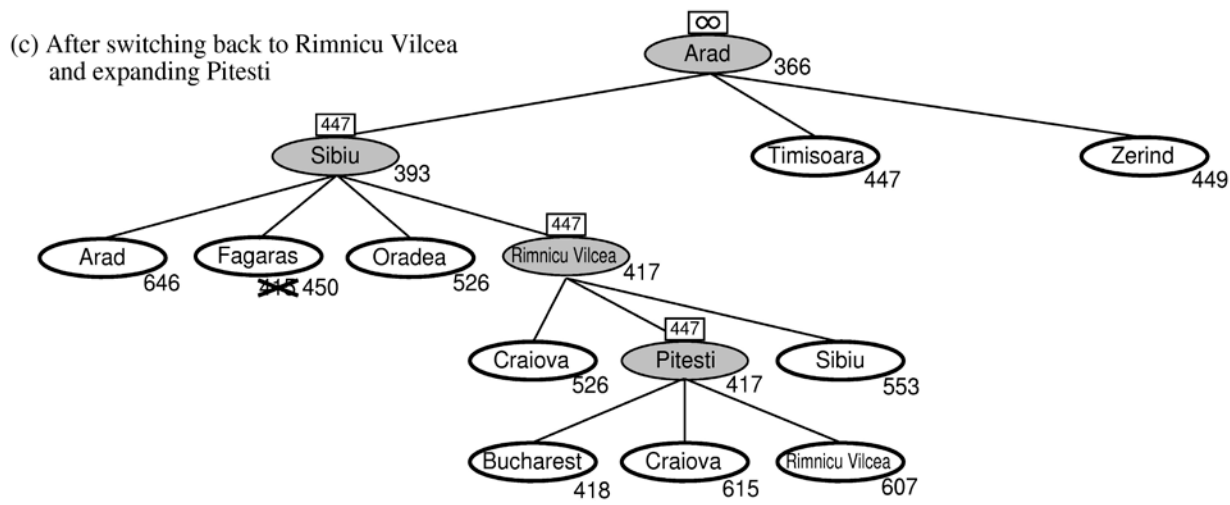 (c) After switching back to Rimnicu Vilcea
and expanding Pitesti
∞
Arad
366
447
Sibiu
393
Timisoara
447
Zerind
449
Arad
646
Fagaras
415 450
Oradea
526
447
Rimnicu Vilcea
417
Craiova
526
447
Pitesti
417
Sibiu
553
Bucharest
418
Craiova
615
Rimnicu Vilcea
607